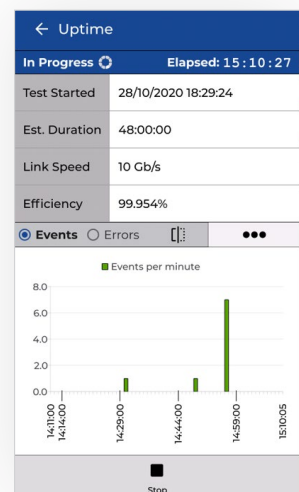 ← Uptime
In Progress Elapsed: 15:10:27
Test Started 28/10/2020 18:29:24
Est. Duration 48:00:00
Link Speed 10 Gb/s
Efficiency 99.954%
Events Errors
Events per minute
8.0
6.0
4.0
2.0
0.0
14:11:00 14:14:00 14:29:00 14:44:00 14:59:00 15:10:05
Stop